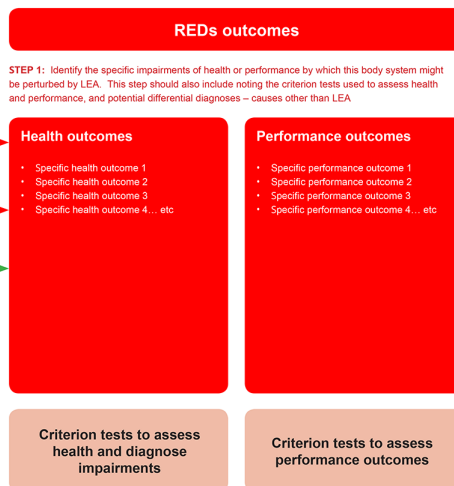 REDs outcomes
STEP 1: Identify the specific impairments of health or performance by which this body system might
be perturbed by LEA. This step should also include noting the criterion tests used to assess health
and performance, and potential differential diagnoses – causes other than LEA
Health outcomes
• Specific health outcome 1
• Specific health outcome 2
• Specific health outcome 3
• Specific health outcome 4… etc
Performance outcomes
• Specific performance outcome 1
• Specific performance outcome 2
• Specific performance outcome 3
• Specific performance outcome 4… etc
Criterion tests to assess
health and diagnose
impairments
Criterion tests to assess
performance outcomes